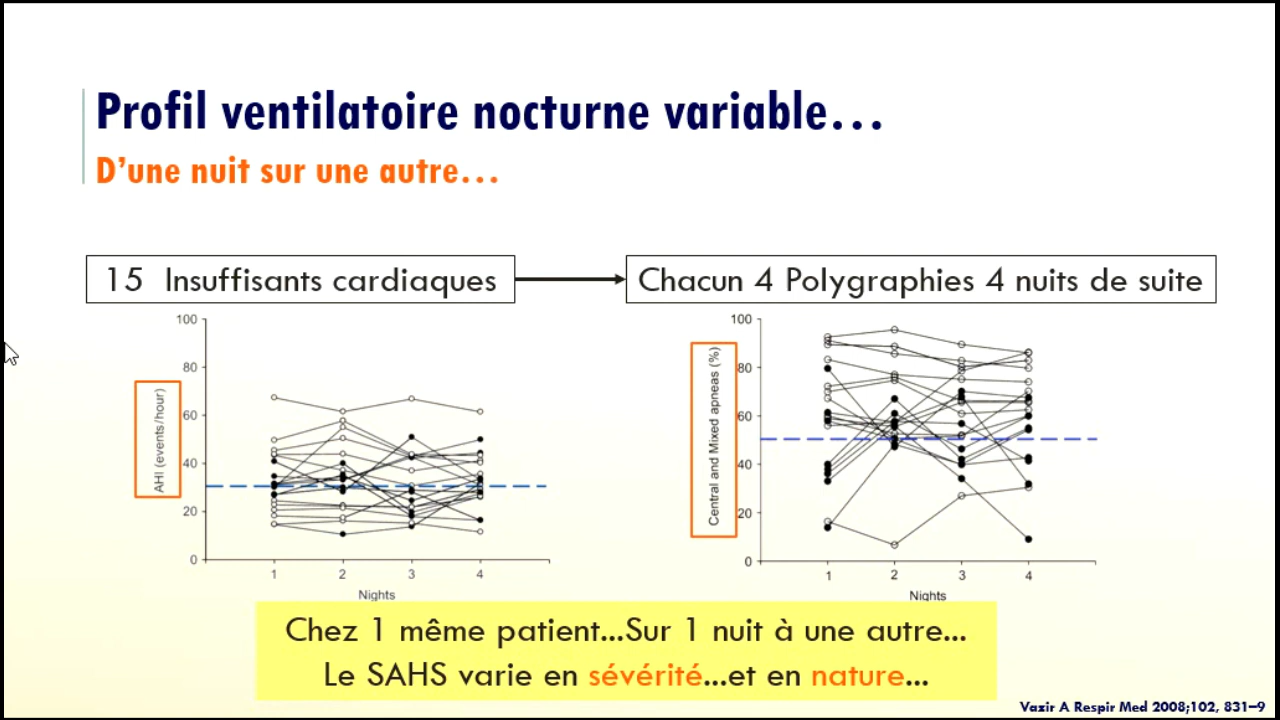 Profil ventilatoire nocturne variable…
D’une nuit sur une autre…
15 Insuffisants cardiaques
Chacun 4 Polygraphies 4 nuits de suite
AHI (events/hour)
100
80
60
40
20
0
1 2 3 4
Nights
Central and Mixed apneas (%)
100
80
60
40
20
0
1 2 3 4
Nights
Chez 1 même patient...Sur 1 nuit à une autre...
Le SAHS varie en sévérité...et en nature...
Vazir A Respir Med 2008;102, 831–9